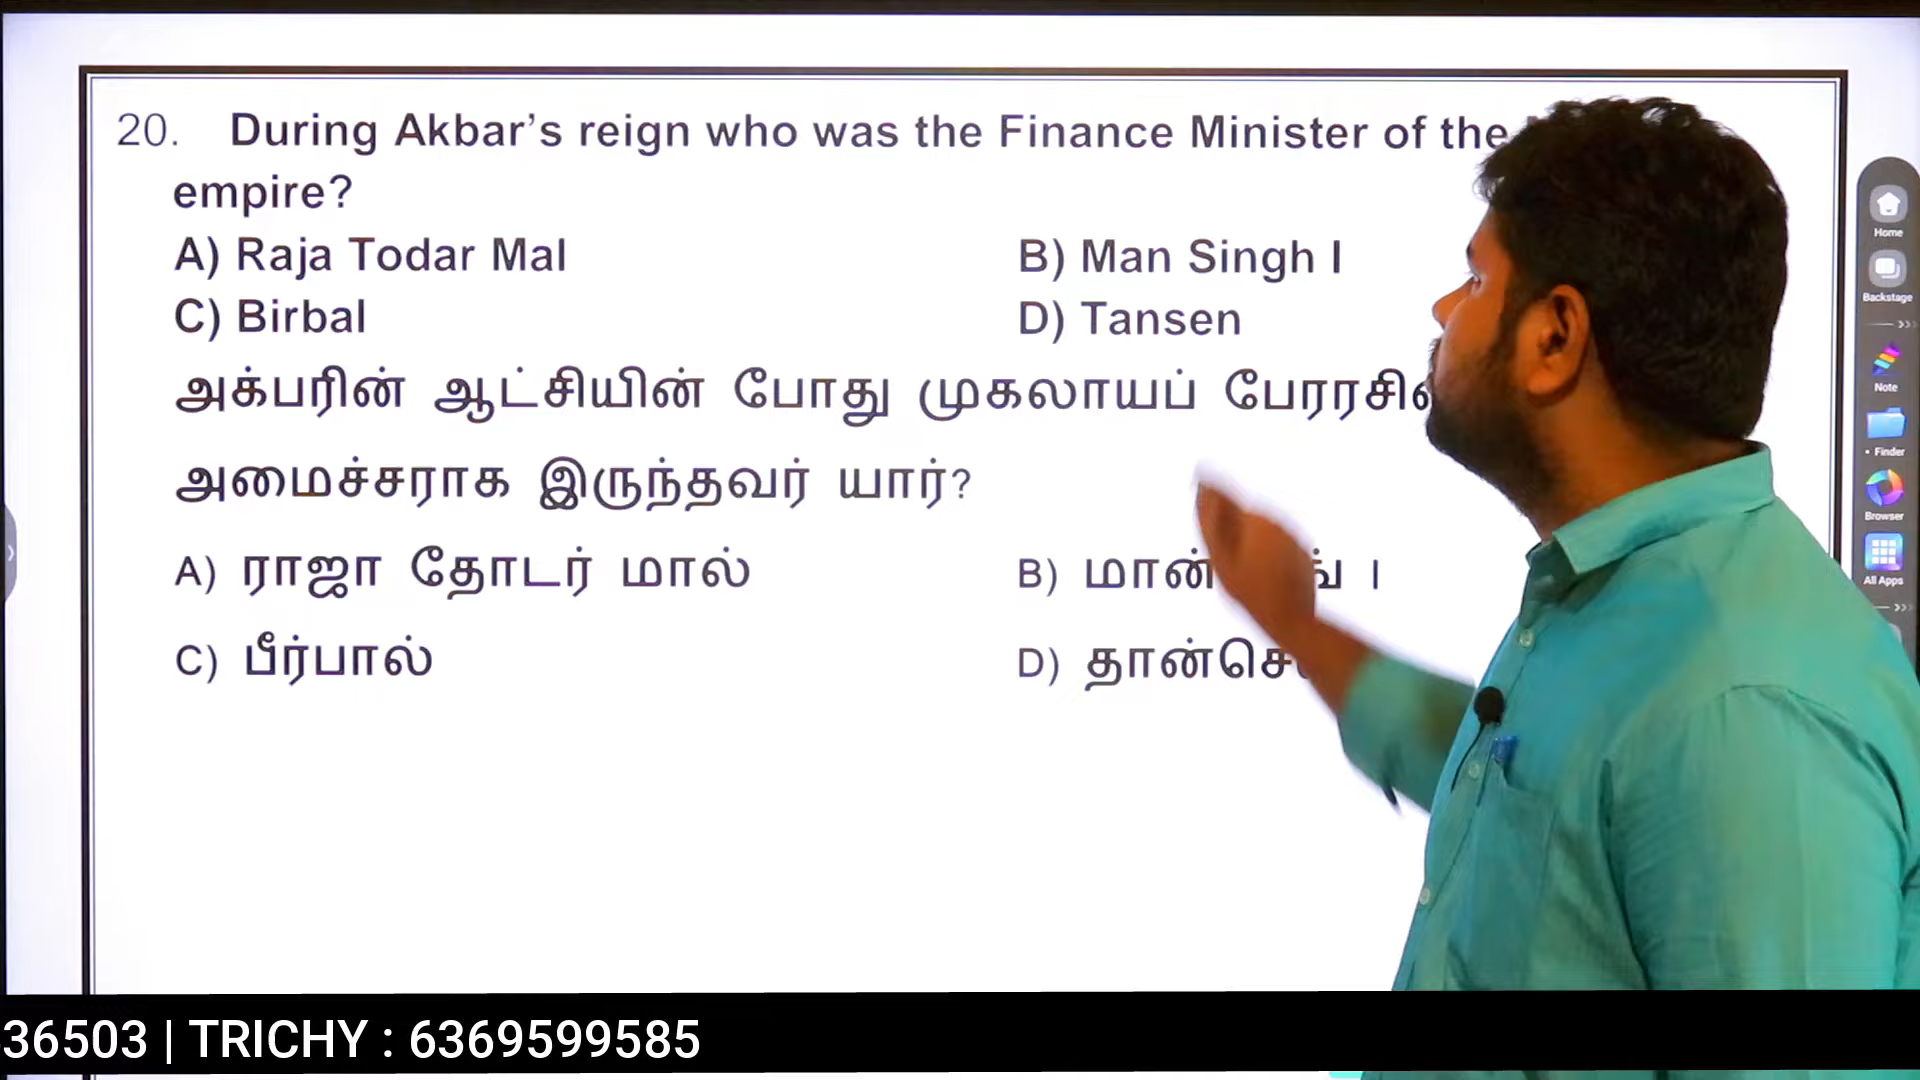 20. During Akbar’s reign who was the Finance Minister of the
empire?
A) Raja Todar Mal B) Man Singh I
C) Birbal D) Tansen
அக்பரின் ஆட்சியின் போது முகலாயப்
அமைச்சராக இருந்தவர் யார்?
A) ராஜா தோடர் மால் B) மான் I
C) பீர்பால் D)
Home
Backstage
Note
Finder
Browser
All Apps
36503 | TRICHY : 6369599585